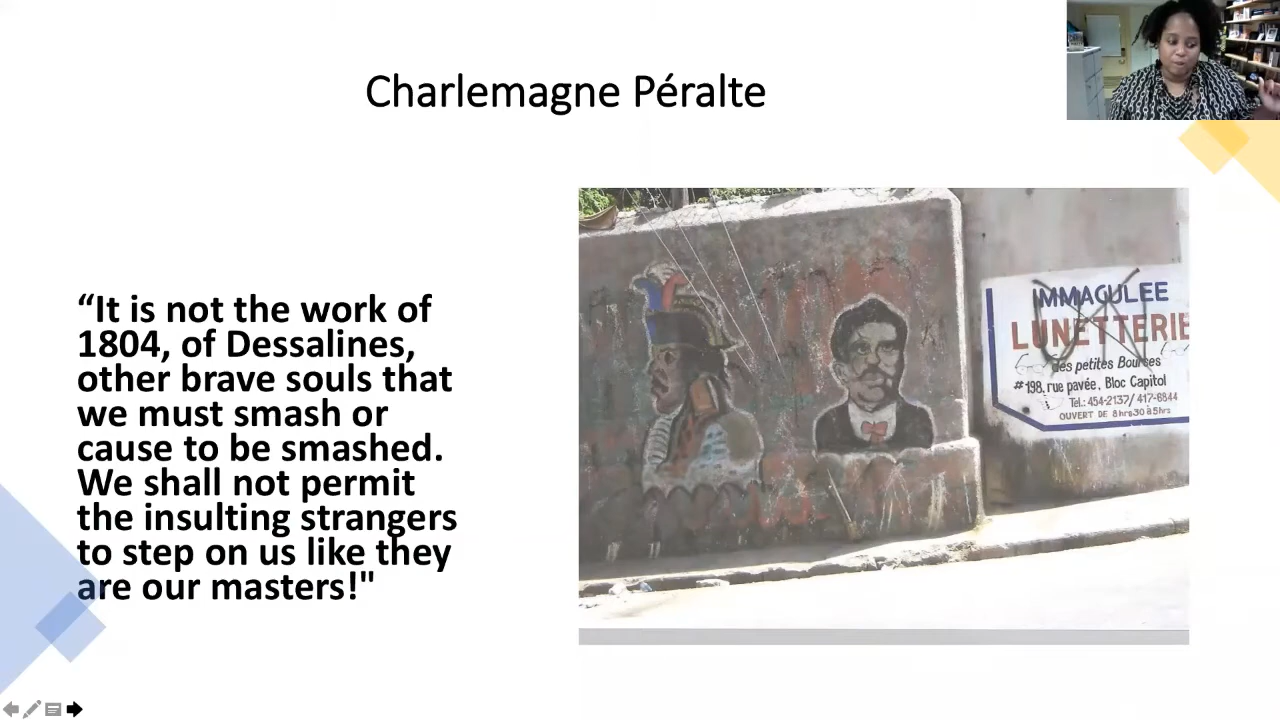 Charlemagne Péralte
“It is not the work of
1804, of Dessalines,
other brave souls that
we must smash or
cause to be smashed.
We shall not permit
the insulting strangers
to step on us like they
are our masters!"
IMMACULEE
LUNETTERIE
des petites Bourses
#198, rue pavée, Bloc Capitol
Tel.: 454-2137/ 417-6844
OUVERT DE 8hrs30 à 5hrs